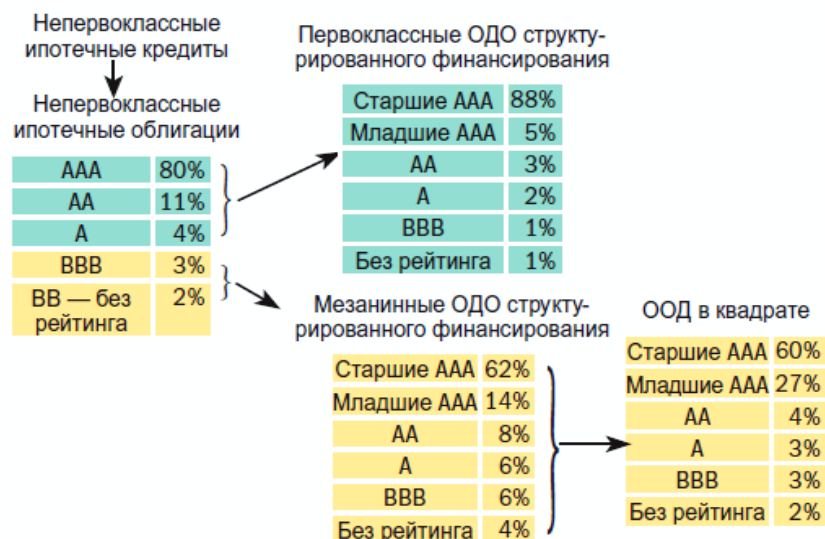 Непервоклассные
ипотечные кредиты
Непервоклассные
ипотечные облигации
AAA 80%
AA 11%
A 4%
BBB 3%
BB — без
рейтинга 2%
Первоклассные ОДО структу-
рированного финансирования
Старшие AAA 88%
Младшие AAA 5%
AA 3%
A 2%
BBB 1%
Без рейтинга 1%
Мезанинные ОДО структу-
рированного финансирования
Старшие AAA 62%
Младшие AAA 14%
AA 8%
A 6%
BBB 6%
Без рейтинга 4%
ООД в квадрате
Старшие AAA 60%
Младшие AAA 27%
AA 4%
A 3%
BBB 3%
Без рейтинга 2%